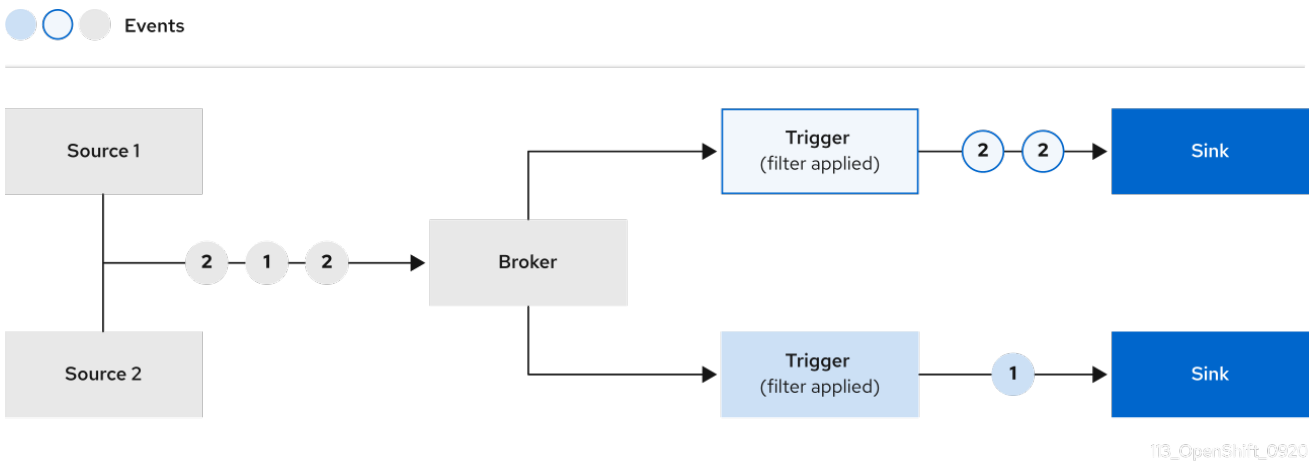 Events
Source 1
Trigger
(filter applied)
2 2
Sink
2 1 2
Broker
Source 2
Trigger
(filter applied)
1
Sink
113_OpenShift_0920